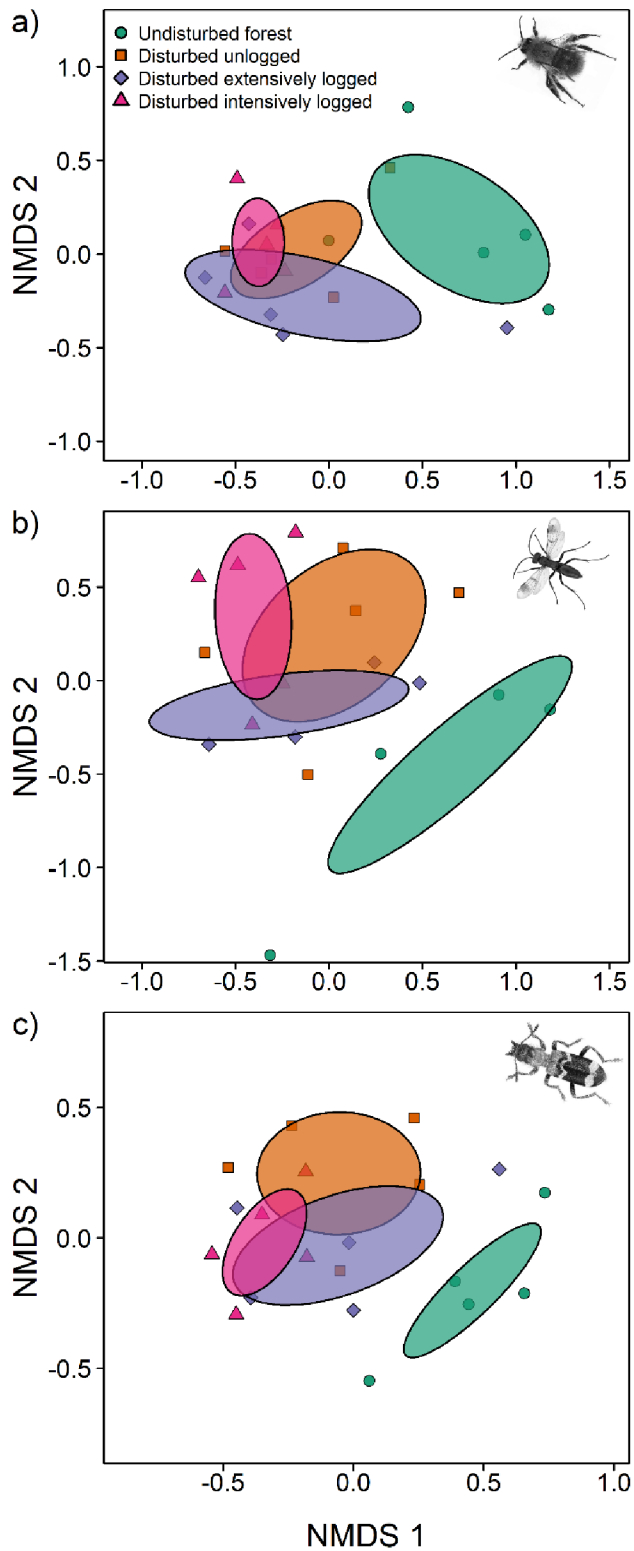 a)
Undisturbed forest
Disturbed unlogged
Disturbed extensively logged
Disturbed intensively logged
1.0
0.5
0.0
-0.5
-1.0
NMDS 2
-1.0 -0.5 0.0 0.5 1.0 1.5
b)
0.5
0.0
-0.5
-1.0
-1.5
NMDS 2
-1.0 -0.5 0.0 0.5 1.0 1.5
c)
0.5
0.0
-0.5
NMDS 2
-0.5 0.0 0.5 1.0
NMDS 1